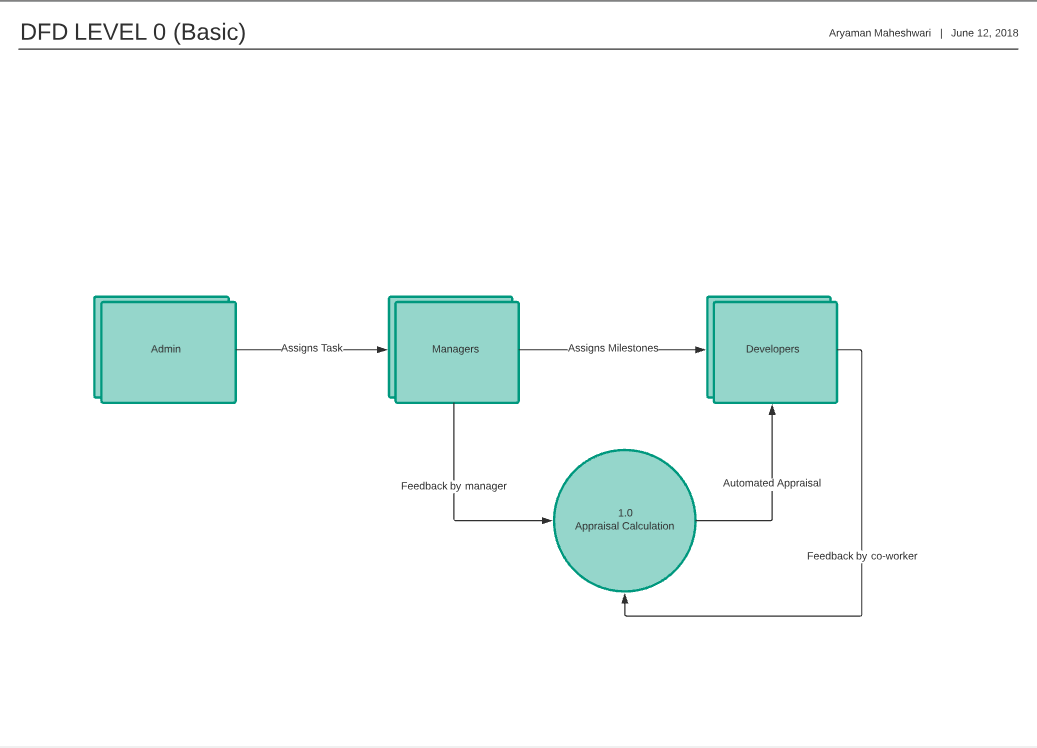 DFD LEVEL 0 (Basic)
Aryaman Maheshwari | June 12, 2018
Admin
Assigns Task
Managers
Assigns Milestones
Developers
Feedback by manager
1.0
Appraisal Calculation
Automated Appraisal
Feedback by co-worker